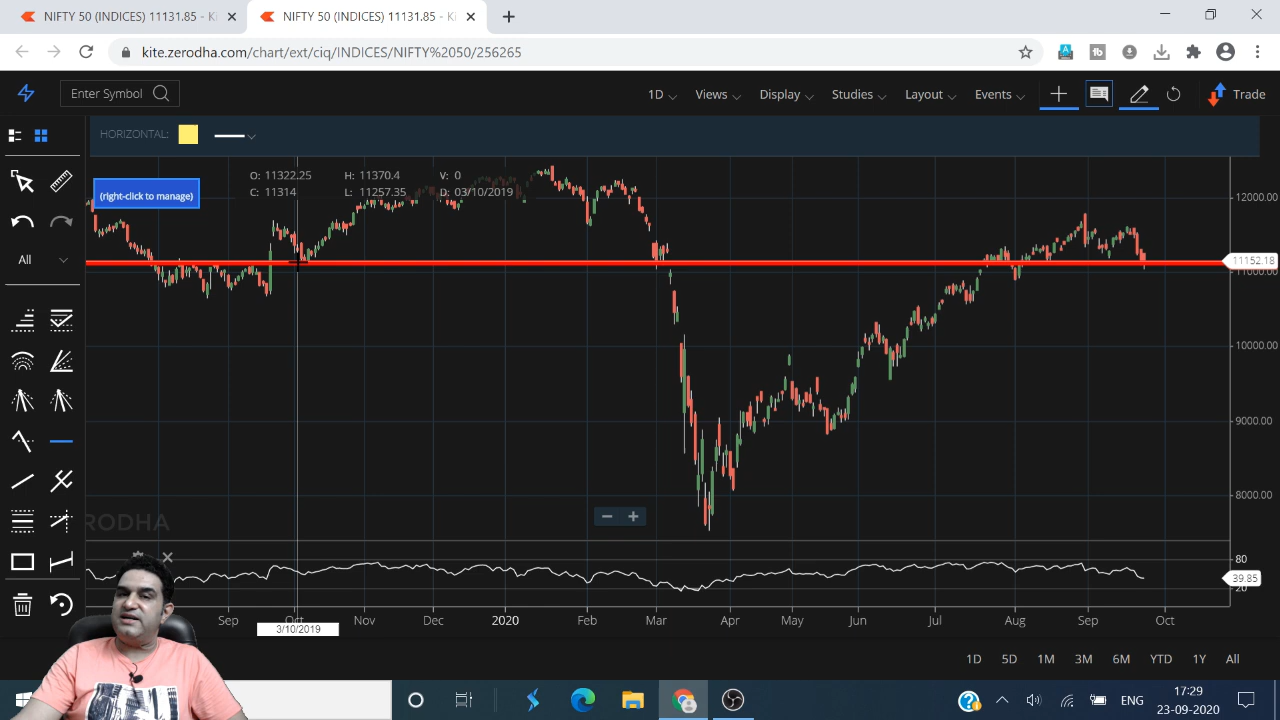 NIFTY 50 (INDICES) 11131.85 - Ki
NIFTY 50 (INDICES) 11131.85 - Ki
kite.zerodha.com/chart/ext/ciq/INDICES/NIFTY%2050/256265
Enter Symbol
1D
Views
Display
Studies
Layout
Events
Trade
HORIZONTAL:
(right-click to manage)
O: 11322.25 H: 11370.4 V: 0
C: 11314 L: 11257.35 D: 03/10/2019
All
12000.00
11152.18
11000.00
10000.00
9000.00
8000.00
80
39.85
20
ERODHA
Sep Oct Nov Dec 2020 Feb Mar Apr May Jun Jul Aug Sep Oct
3/10/2019
1D 5D 1M 3M 6M YTD 1Y All
ENG
17:29
23-09-2020